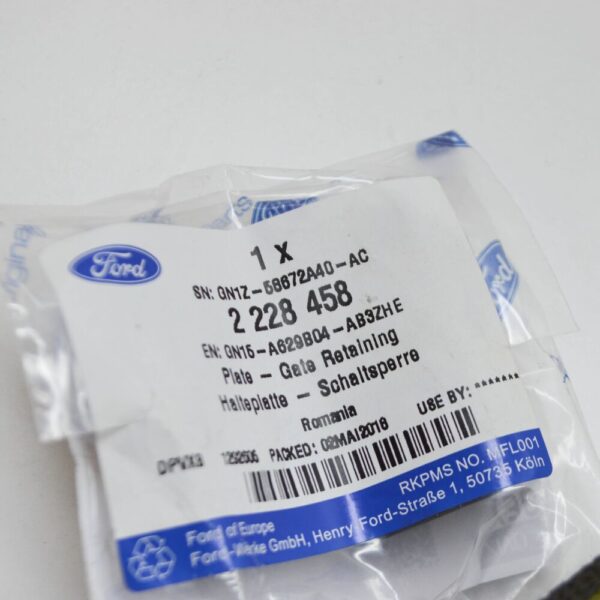 1 X
Ford
SN: GN1Z-58672A40-AC
2 228 458
EN: GN15-A629B04-AB3ZHE
Plate - Gate Retaining
Halteplatte - Schaltsperre
Romania
USE BY: *******
1292606 PACKED: 02MAI2018
RKPMS NO. MFL001
Ford of Europe
Ford-Werke GmbH, Henry Ford-Straße 1, 50735 Köln